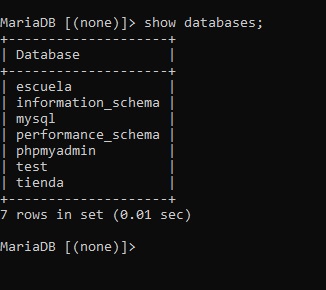 MariaDB [(none)]> show databases;
+--------------------+
| Database           |
+--------------------+
| escuela            |
| information_schema |
| mysql              |
| performance_schema |
| phpmyadmin         |
| test               |
| tienda             |
+--------------------+
7 rows in set (0.01 sec)
MariaDB [(none)]>